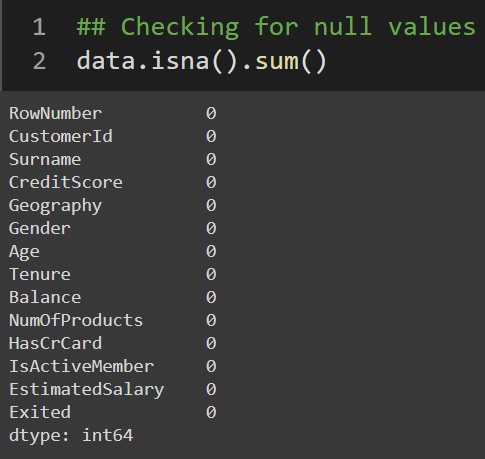 1 ## Checking for null values
2 data.isna().sum()
RowNumber 0
CustomerId 0
Surname 0
CreditScore 0
Geography 0
Gender 0
Age 0
Tenure 0
Balance 0
NumOfProducts 0
HasCrCard 0
IsActiveMember 0
EstimatedSalary 0
Exited 0
dtype: int64